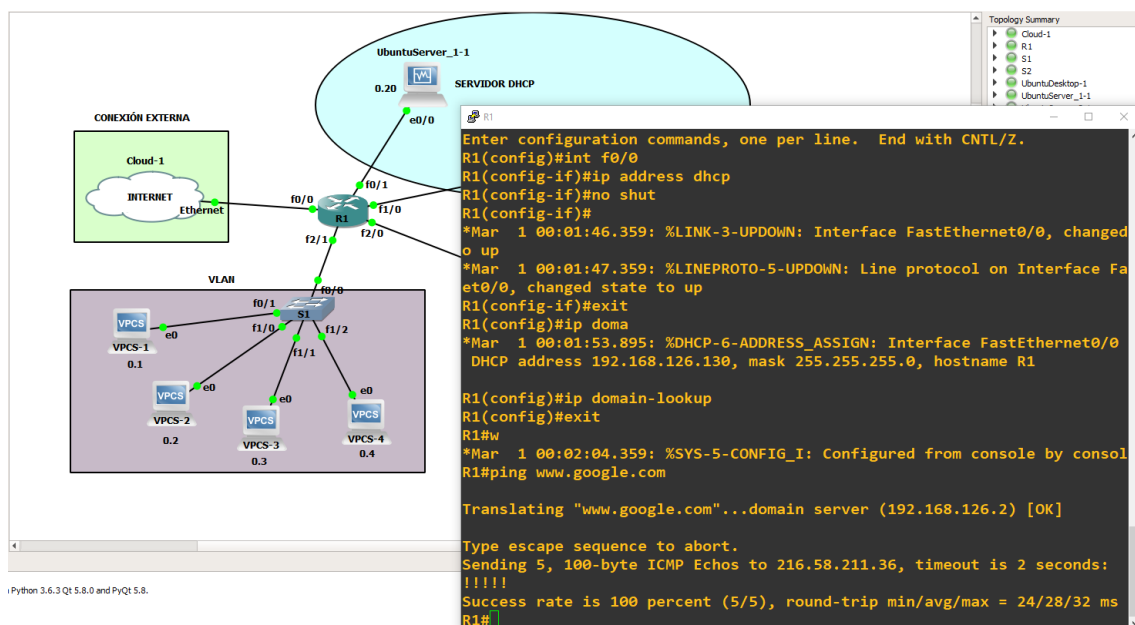 Topology Summary
Cloud-1
R1
S1
S2
UbuntuDesktop-1
UbuntuServer_1-1
UbuntuServer_1-1
SERVIDOR DHCP
0.20
e0/0
CONEXIÓN EXTERNA
Cloud-1
INTERNET
Ethernet
f0/0
f0/1
f1/0
R1
f2/0
f2/1
VLAN
f0/0
f0/1
S1
f1/0
f1/2
f1/1
VPCS
e0
VPCS-1
0.1
VPCS
e0
VPCS-2
0.2
VPCS
e0
VPCS-3
0.3
VPCS
e0
VPCS-4
0.4
Python 3.6.3 Qt 5.8.0 and PyQt 5.8.
R1
Enter configuration commands, one per line.  End with CNTL/Z.
R1(config)#int f0/0
R1(config-if)#ip address dhcp
R1(config-if)#no shut
R1(config-if)#
*Mar  1 00:01:46.359: %LINK-3-UPDOWN: Interface FastEthernet0/0, changed
o up
*Mar  1 00:01:47.359: %LINEPROTO-5-UPDOWN: Line protocol on Interface Fa
et0/0, changed state to up
R1(config-if)#exit
R1(config)#ip doma
*Mar  1 00:01:53.895: %DHCP-6-ADDRESS_ASSIGN: Interface FastEthernet0/0
DHCP address 192.168.126.130, mask 255.255.255.0, hostname R1
R1(config)#ip domain-lookup
R1(config)#exit
R1#w
*Mar  1 00:02:04.359: %SYS-5-CONFIG_I: Configured from console by consol
R1#ping www.google.com
Translating "www.google.com"...domain server (192.168.126.2) [OK]
Type escape sequence to abort.
Sending 5, 100-byte ICMP Echos to 216.58.211.36, timeout is 2 seconds:
!!!!!
Success rate is 100 percent (5/5), round-trip min/avg/max = 24/28/32 ms
R1#